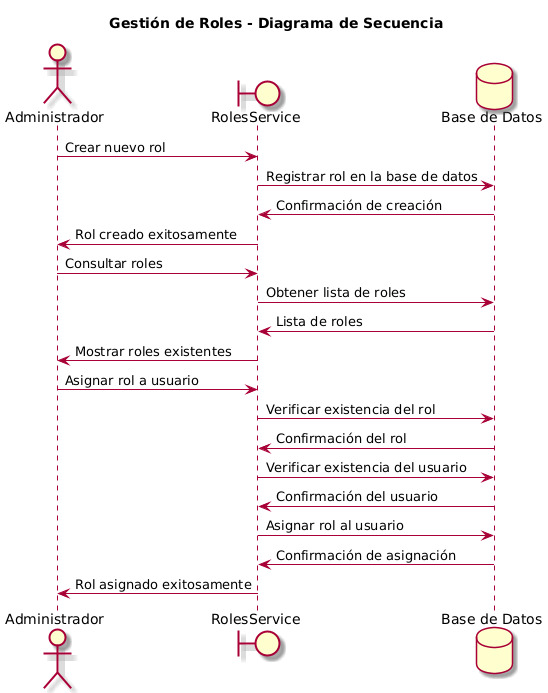 Gestión de Roles - Diagrama de Secuencia
Administrador
RolesService
Base de Datos
Crear nuevo rol
Registrar rol en la base de datos
Confirmación de creación
Rol creado exitosamente
Consultar roles
Obtener lista de roles
Lista de roles
Mostrar roles existentes
Asignar rol a usuario
Verificar existencia del rol
Confirmación del rol
Verificar existencia del usuario
Confirmación del usuario
Asignar rol al usuario
Confirmación de asignación
Rol asignado exitosamente
Administrador
RolesService
Base de Datos